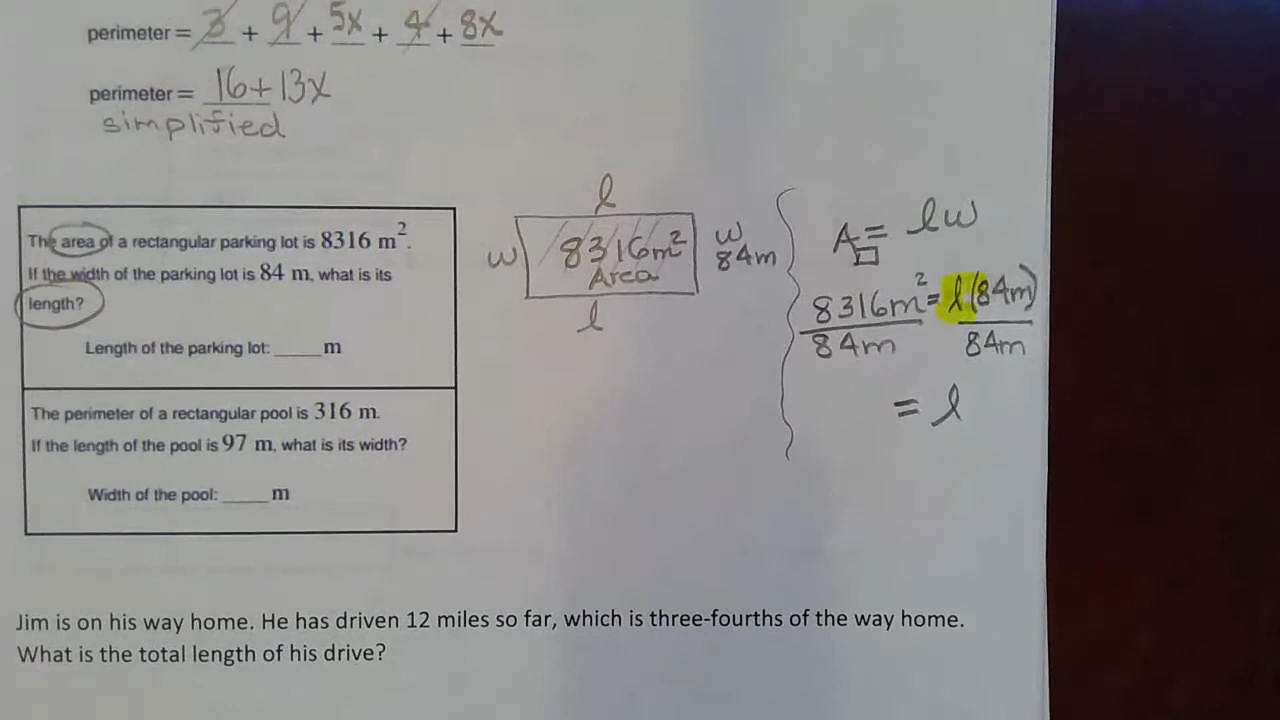 perimeter = 3 + 9 + 5x + 4 + 8x
perimeter = 16+13x
simplified
The area of a rectangular parking lot is 8316 m².
If the width of the parking lot is 84 m, what is its
length?
Length of the parking lot: _____ m
The perimeter of a rectangular pool is 316 m.
If the length of the pool is 97 m, what is its width?
Width of the pool: _____ m
l
w 8316m² w
Area 84m
l
A▭ = lw
8316m² = l(84m)
84m 84m
= l
Jim is on his way home. He has driven 12 miles so far, which is three-fourths of the way home.
What is the total length of his drive?